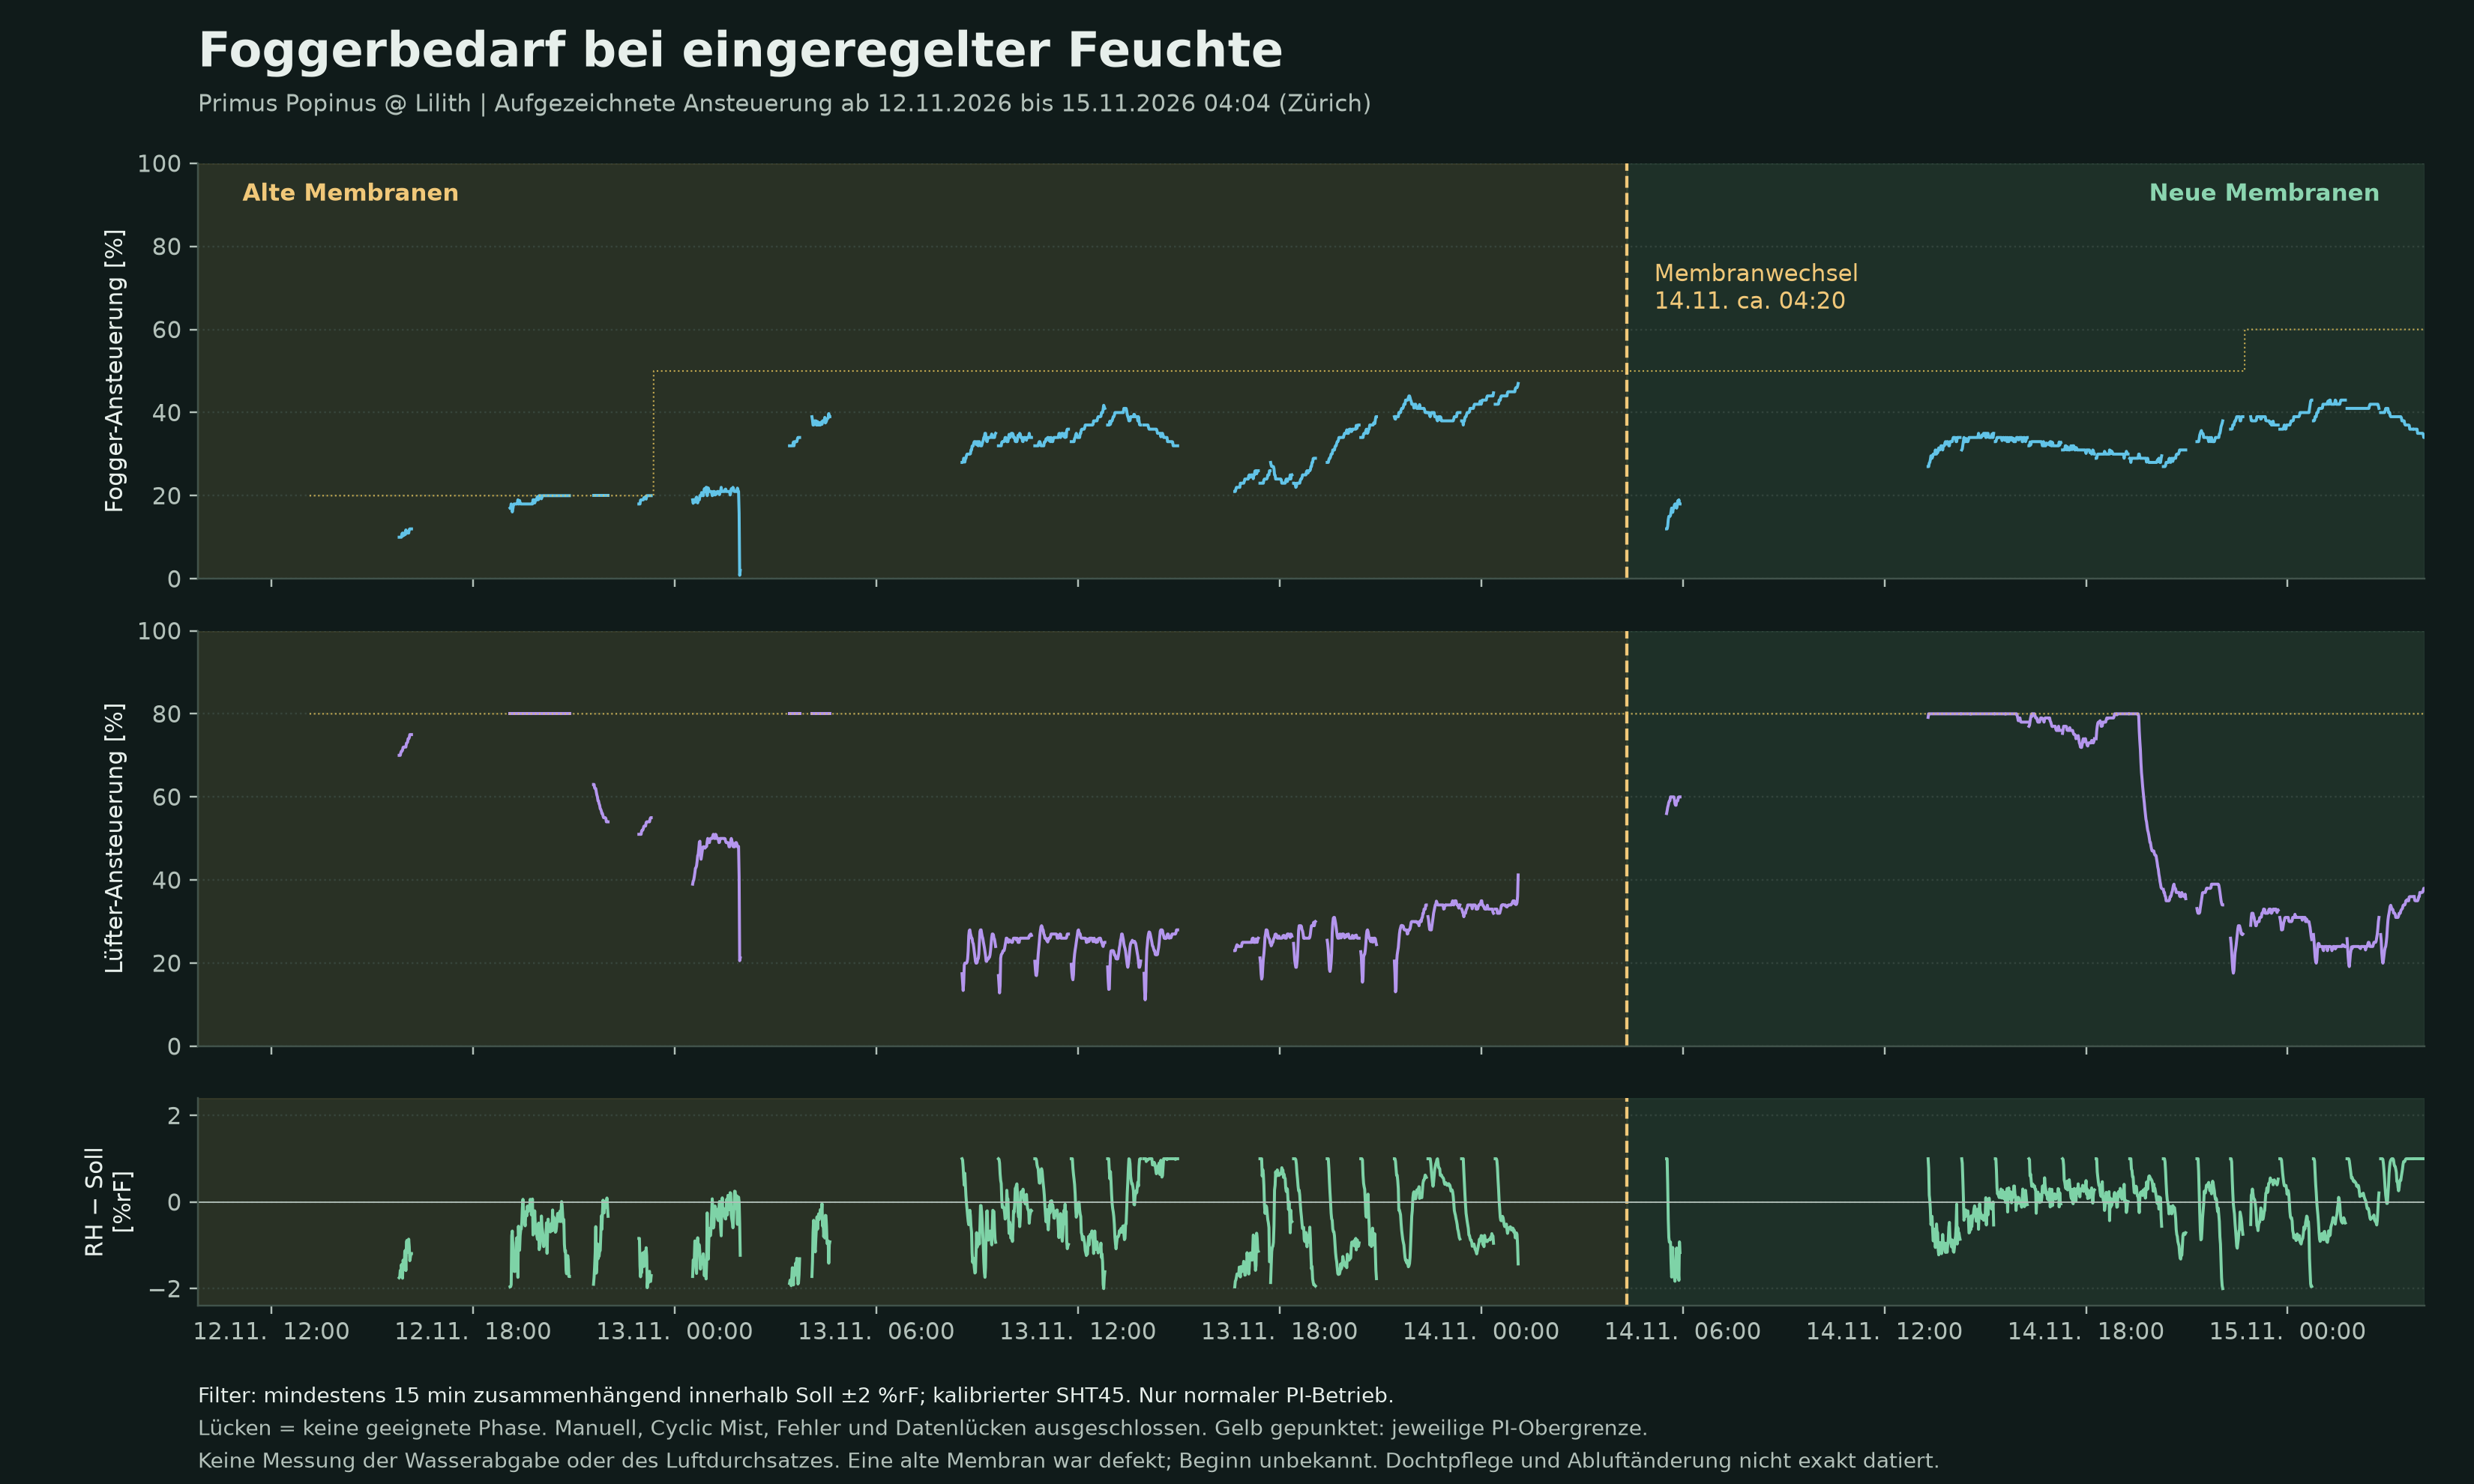 Foggerbedarf bei eingeregelter Feuchte
Primus Popinus @ Lilith | Aufgezeichnete Ansteuerung ab 12.11.2026 bis 15.11.2026 04:04 (Zürich)
Fogger-Ansteuerung [%]
100
80
60
40
20
0
Alte Membranen
Neue Membranen
Membranwechsel
14.11. ca. 04:20
Lüfter-Ansteuerung [%]
100
80
60
40
20
0
RH − Soll
[%rF]
2
0
−2
12.11. 12:00
12.11. 18:00
13.11. 00:00
13.11. 06:00
13.11. 12:00
13.11. 18:00
14.11. 00:00
14.11. 06:00
14.11. 12:00
14.11. 18:00
15.11. 00:00
Filter: mindestens 15 min zusammenhängend innerhalb Soll ±2 %rF; kalibrierter SHT45. Nur normaler PI-Betrieb.
Lücken = keine geeignete Phase. Manuell, Cyclic Mist, Fehler und Datenlücken ausgeschlossen. Gelb gepunktet: jeweilige PI-Obergrenze.
Keine Messung der Wasserabgabe oder des Luftdurchsatzes. Eine alte Membran war defekt; Beginn unbekannt. Dochtpflege und Abluftänderung nicht exakt datiert.